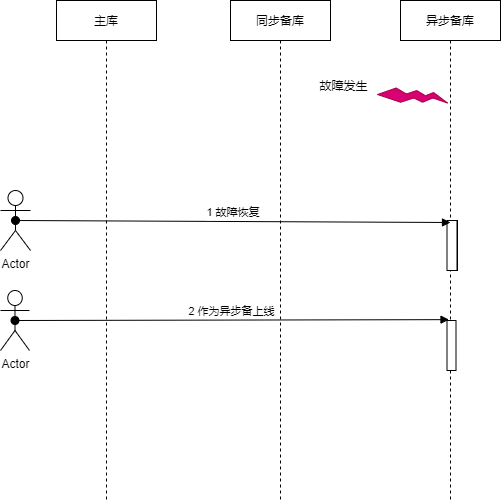 主库
同步备库
异步备库
故障发生
1 故障恢复
Actor
2 作为异步备上线
Actor